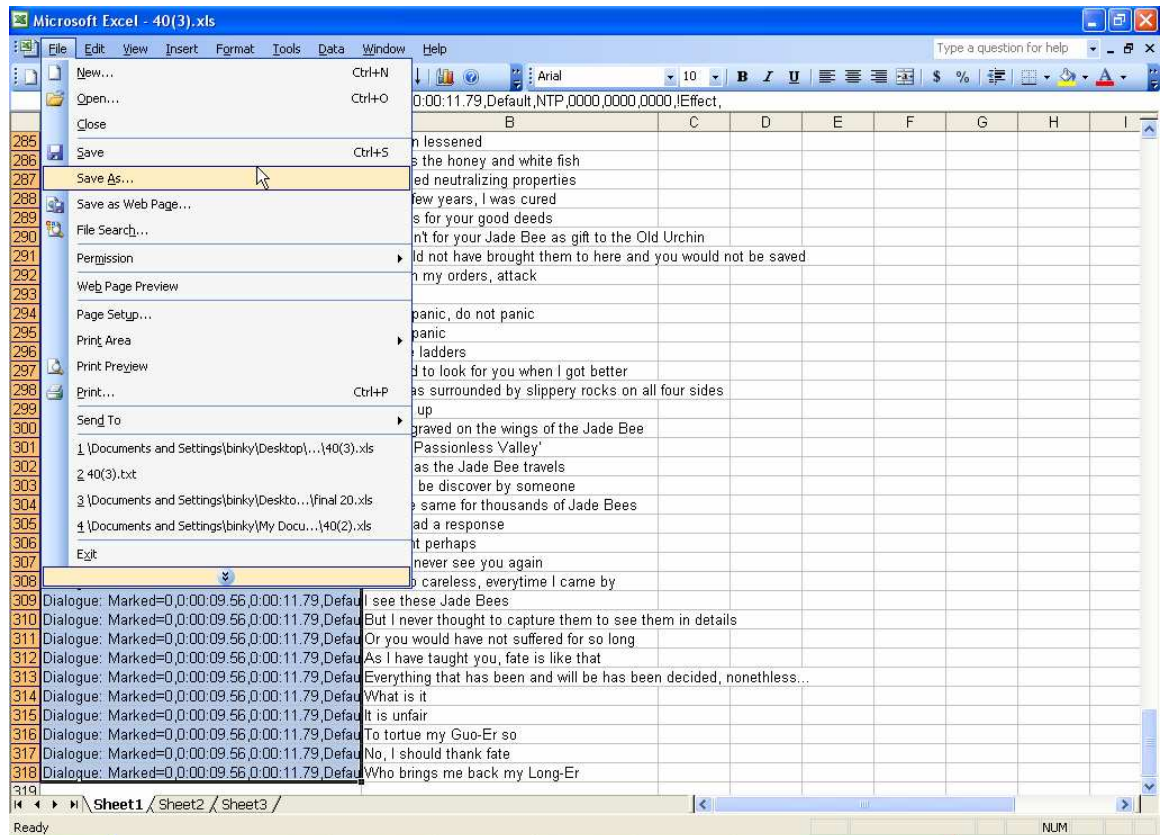 Microsoft Excel - 40(3).xls
File Edit View Insert Format Tools Data Window Help Type a question for help
Arial 10 B I U $ %
0:00:11.79,Default,NTP,0000,0000,0000,!Effect,
New... Ctrl+N
Open... Ctrl+O
Close
Save Ctrl+S
Save As...
Save as Web Page...
File Search...
Permission
Web Page Preview
Page Setup...
Print Area
Print Preview
Print... Ctrl+P
Send To
1 \Documents and Settings\binky\Desktop\...\40(3).xls
2 40(3).txt
3 \Documents and Settings\binky\Deskto...\final 20.xls
4 \Documents and Settings\binky\My Docu...\40(2).xls
Exit
B C D E F G H I
285 n lessened
286 s the honey and white fish
287 ed neutralizing properties
288 few years, I was cured
289 s for your good deeds
290 n't for your Jade Bee as gift to the Old Urchin
291 ld not have brought them to here and you would not be saved
292 n my orders, attack
293
294 panic, do not panic
295 panic
296 ladders
297 d to look for you when I got better
298 as surrounded by slippery rocks on all four sides
299 up
300 graved on the wings of the Jade Bee
301 Passionless Valley'
302 as the Jade Bee travels
303 be discover by someone
304 same for thousands of Jade Bees
305 ad a response
306 nt perhaps
307 never see you again
308 careless, everytime I came by
309 Dialogue: Marked=0,0:00:09.56,0:00:11.79,Defau I see these Jade Bees
310 Dialogue: Marked=0,0:00:09.56,0:00:11.79,Defau But I never thought to capture them to see them in details
311 Dialogue: Marked=0,0:00:09.56,0:00:11.79,Defau Or you would have not suffered for so long
312 Dialogue: Marked=0,0:00:09.56,0:00:11.79,Defau As I have taught you, fate is like that
313 Dialogue: Marked=0,0:00:09.56,0:00:11.79,Defau Everything that has been and will be has been decided, nonethless...
314 Dialogue: Marked=0,0:00:09.56,0:00:11.79,Defau What is it
315 Dialogue: Marked=0,0:00:09.56,0:00:11.79,Defau It is unfair
316 Dialogue: Marked=0,0:00:09.56,0:00:11.79,Defau To tortue my Guo-Er so
317 Dialogue: Marked=0,0:00:09.56,0:00:11.79,Defau No, I should thank fate
318 Dialogue: Marked=0,0:00:09.56,0:00:11.79,Defau Who brings me back my Long-Er
319
Sheet1 Sheet2 Sheet3
Ready NUM